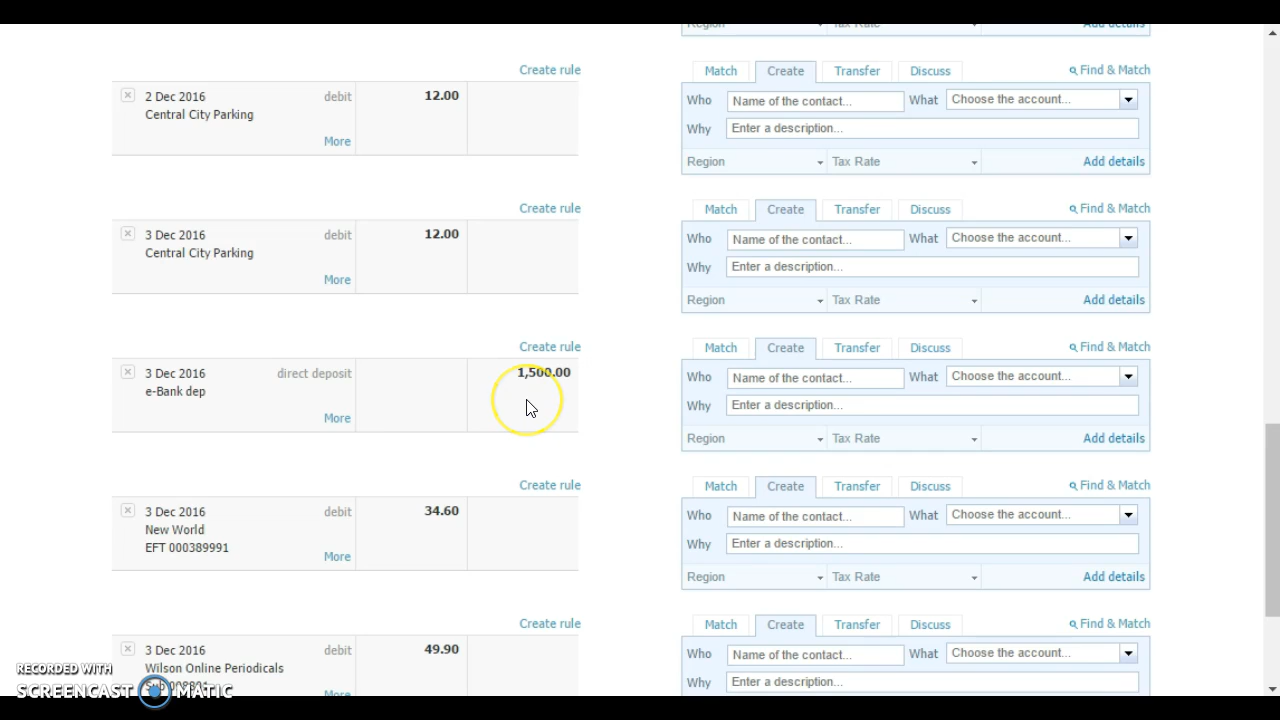 Region Tax Rate Add details
Create rule
× 2 Dec 2016 debit 12.00
Central City Parking
More
Match Create Transfer Discuss Find & Match
Who Name of the contact... What Choose the account...
Why Enter a description...
Region Tax Rate Add details
Create rule
× 3 Dec 2016 debit 12.00
Central City Parking
More
Match Create Transfer Discuss Find & Match
Who Name of the contact... What Choose the account...
Why Enter a description...
Region Tax Rate Add details
Create rule
× 3 Dec 2016 direct deposit 1,500.00
e-Bank dep
More
Match Create Transfer Discuss Find & Match
Who Name of the contact... What Choose the account...
Why Enter a description...
Region Tax Rate Add details
Create rule
× 3 Dec 2016 debit 34.60
New World
EFT 000389991
More
Match Create Transfer Discuss Find & Match
Who Name of the contact... What Choose the account...
Why Enter a description...
Region Tax Rate Add details
Create rule
× 3 Dec 2016 debit 49.90
Wilson Online Periodicals
More
Match Create Transfer Discuss Find & Match
Who Name of the contact... What Choose the account...
Why Enter a description...
RECORDED WITH
SCREENCAST MATIC